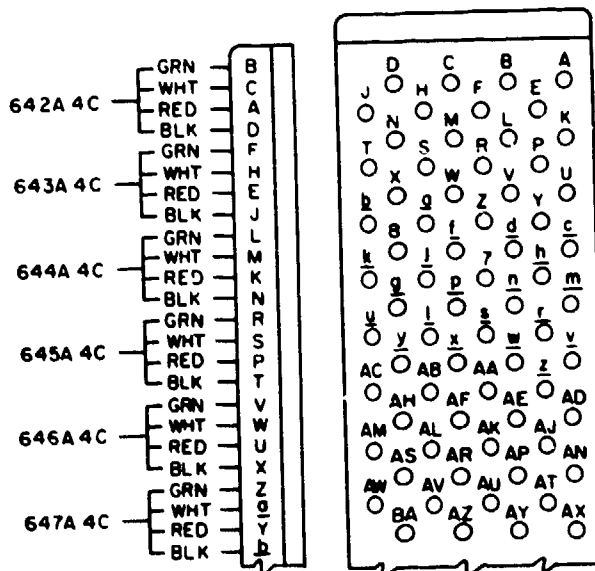 GRN B
WHT C
642A 4C
RED A
BLK D
GRN F
WHT H
643A 4C
RED E
BLK J
GRN L
WHT M
644A 4C
RED K
BLK N
GRN R
WHT S
645A 4C
RED P
BLK T
GRN V
WHT W
646A 4C
RED U
BLK X
GRN Z
WHT a
647A 4C
RED Y
BLK b
D C B A
J H F E
N M L K
T S R P
X W V U
b a Z Y
8 f d c
k j 7 h
g p n m
u i s r
y x w v
AC AB AA z
AH AF AE AD
AM AL AK AJ
AS AR AP AN
AW AV AU AT
BA AZ AY AX